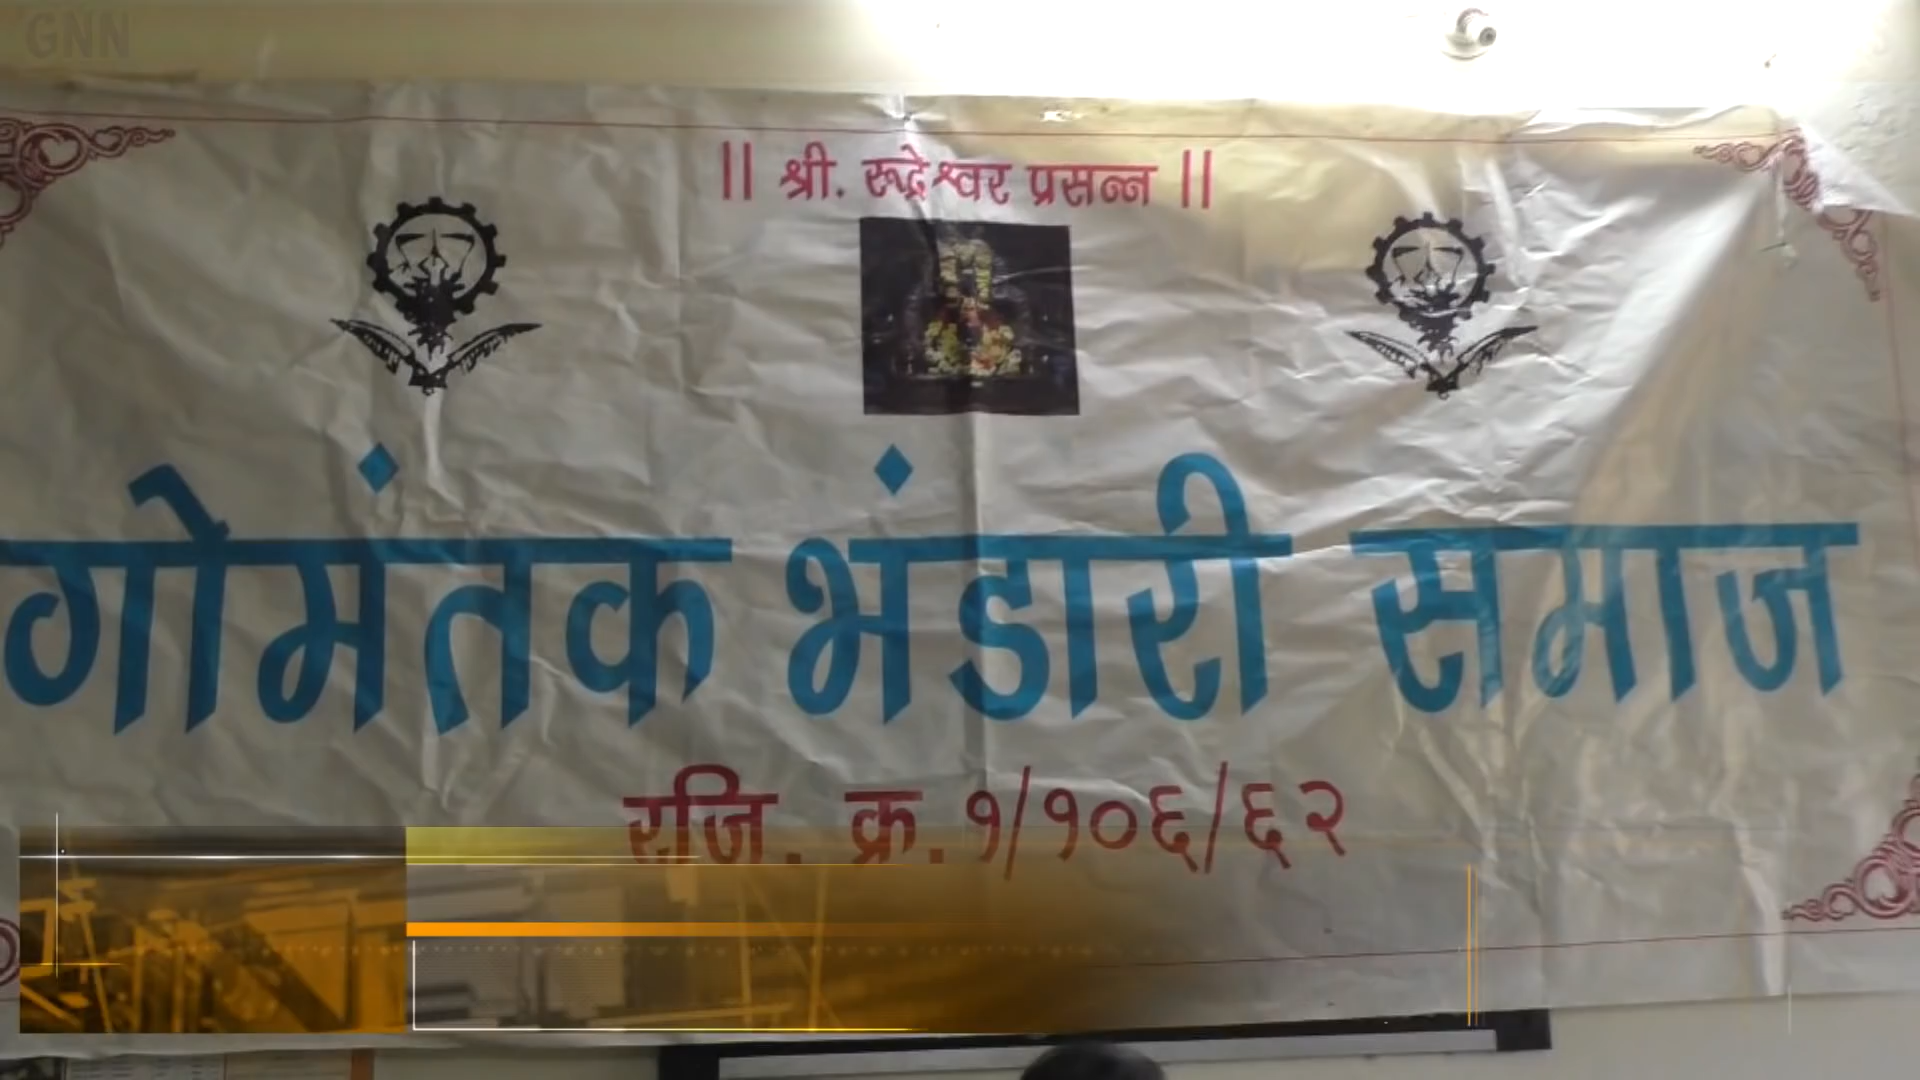 GNN
|| श्री. रूद्रेश्वर प्रसन्न ||
गोमंतक भंडारी समाज
रजि. क्र. १/१०६/६२